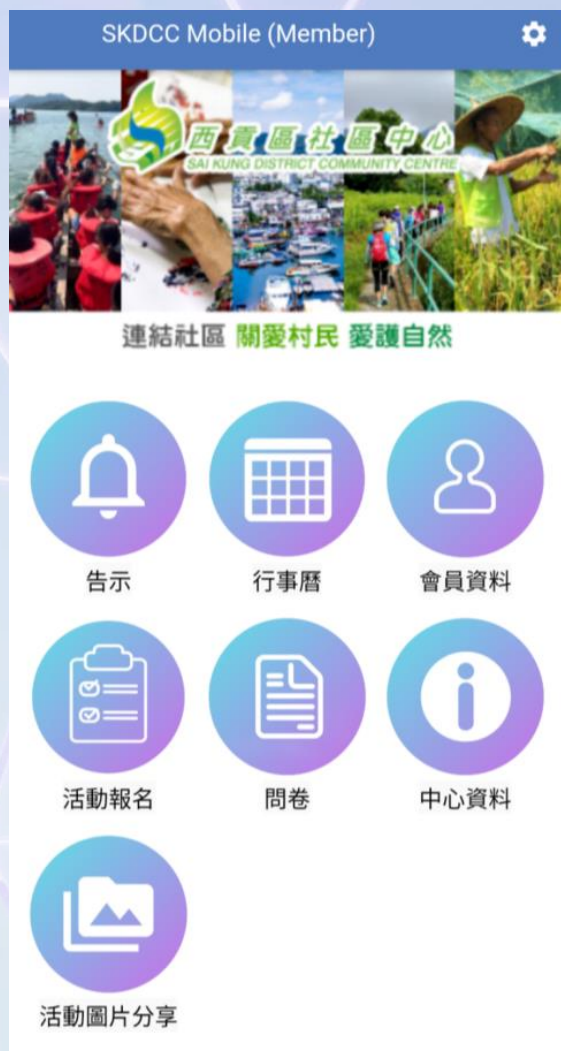 SKDCC Mobile (Member)
西貢區社區中心
SAI KUNG DISTRICT COMMUNITY CENTRE
連結社區 關愛村民 愛護自然
告示
行事曆
會員資料
活動報名
問卷
中心資料
活動圖片分享